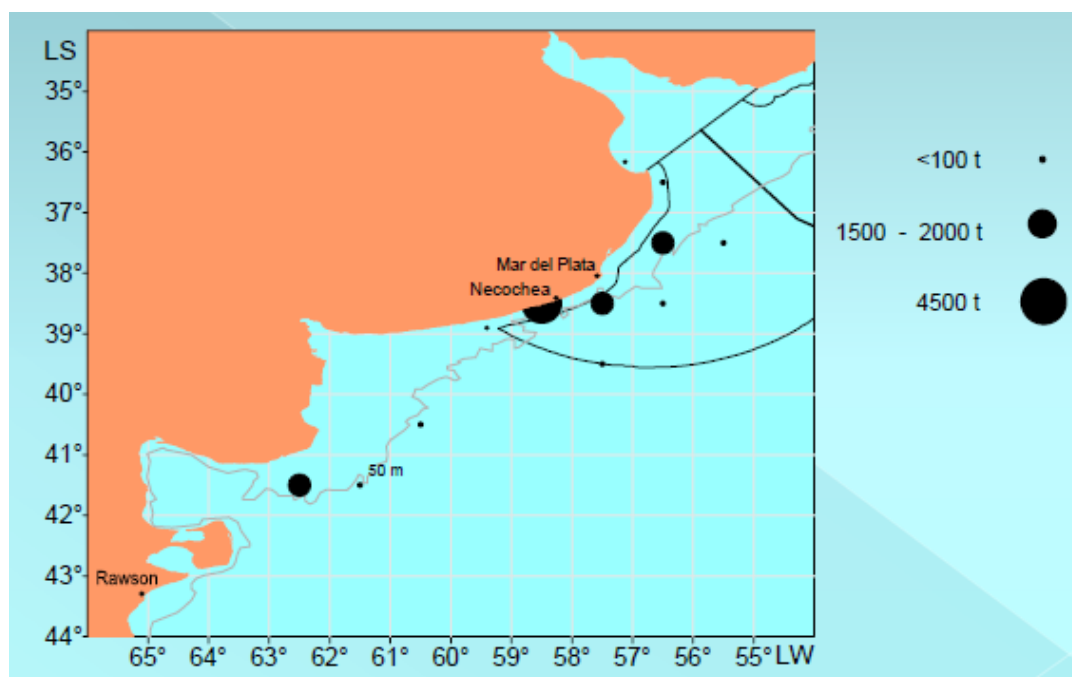 LS
35°
36°
37°
38°
39°
40°
41°
42°
43°
44°
Mar del Plata
Necochea
50 m
Rawson
65° 64° 63° 62° 61° 60° 59° 58° 57° 56° 55° LW
<100 t
1500 - 2000 t
4500 t